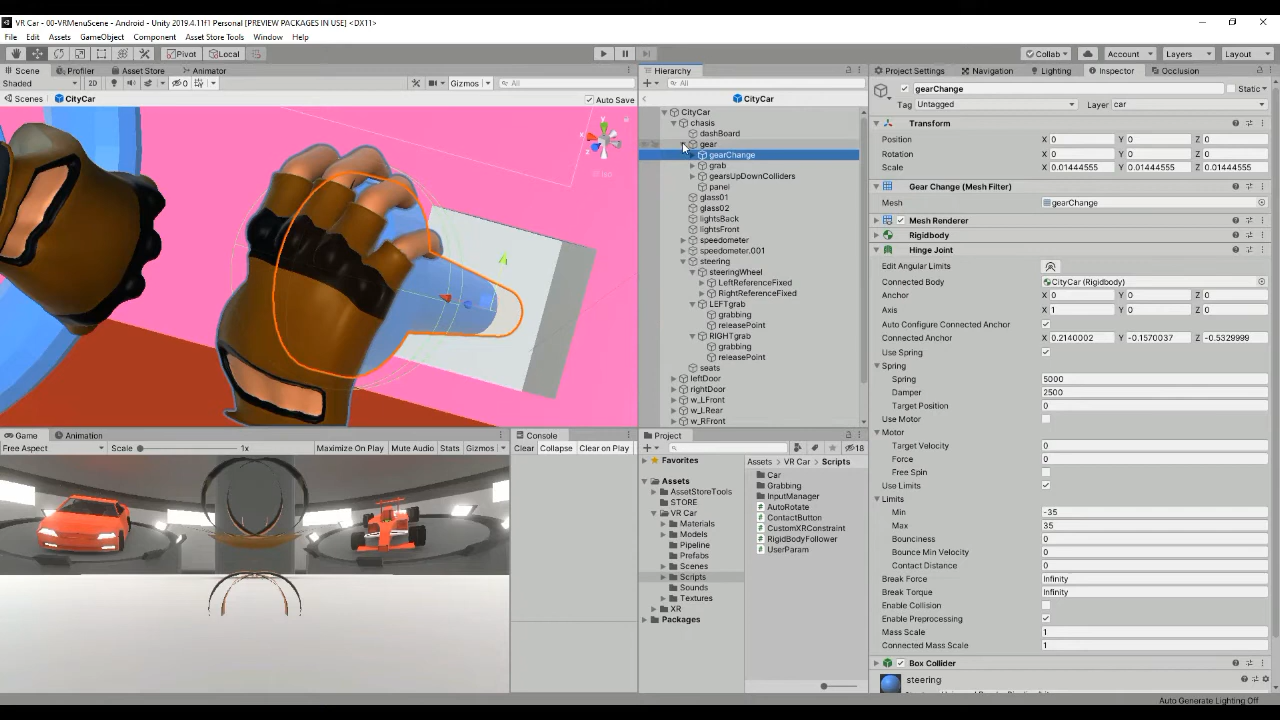 VR Car - 00-VRMenuScene - Android - Unity 2019.4.11f1 Personal [PREVIEW PACKAGES IN USE] <DX11>
File Edit Assets GameObject Component Asset Store Tools Window Help
Pivot Local Collab Account Layers Layout
Scene Profiler Asset Store Animator
Shaded 2D Gizmos All
Scenes CityCar Auto Save
y
x
Iso
Hierarchy
All
CityCar
CityCar
chasis
dashBoard
gear
gearChange
grab
gearsUpDownColliders
panel
glass01
glass02
lightsBack
lightsFront
speedometer
speedometer.001
steering
steeringWheel
LeftReferenceFixed
RightReferenceFixed
LEFTgrab
grabbing
releasePoint
RIGHTgrab
grabbing
releasePoint
seats
leftDoor
rightDoor
w_LFront
w_LRear
w_RFront
Project Settings Navigation Lighting Inspector Occlusion
gearChange Static
Tag Untagged Layer car
Transform
Position X 0 Y 0 Z 0
Rotation X 0 Y 0 Z 0
Scale X 0.01444555 Y 0.01444555 Z 0.01444555
Gear Change (Mesh Filter)
Mesh gearChange
Mesh Renderer
Rigidbody
Hinge Joint
Edit Angular Limits
Connected Body CityCar (Rigidbody)
Anchor X 0 Y 0 Z 0
Axis X 1 Y 0 Z 0
Auto Configure Connected Anchor
Connected Anchor X 0.2140002 Y -0.1570037 Z -0.5329999
Use Spring
Spring
Spring 5000
Damper 2500
Target Position 0
Use Motor
Motor
Target Velocity 0
Force 0
Free Spin
Use Limits
Limits
Min -35
Max 35
Bounciness 0
Bounce Min Velocity 0
Contact Distance 0
Break Force Infinity
Break Torque Infinity
Enable Collision
Enable Preprocessing
Mass Scale 1
Connected Mass Scale 1
Box Collider
steering
Game Animation
Free Aspect Scale 1x Maximize On Play Mute Audio Stats Gizmos
Console
Clear Collapse Clear on Play
Project
18
Favorites
Assets
AssetStoreTools
STORE
VR Car
Materials
Models
Pipeline
Prefabs
Scenes
Scripts
Sounds
Textures
XR
Packages
Assets > VR Car > Scripts
Car
Grabbing
InputManager
AutoRotate
ContactButton
CustomXRConstraint
RigidBodyFollower
UserParam
Auto Generate Lighting Off